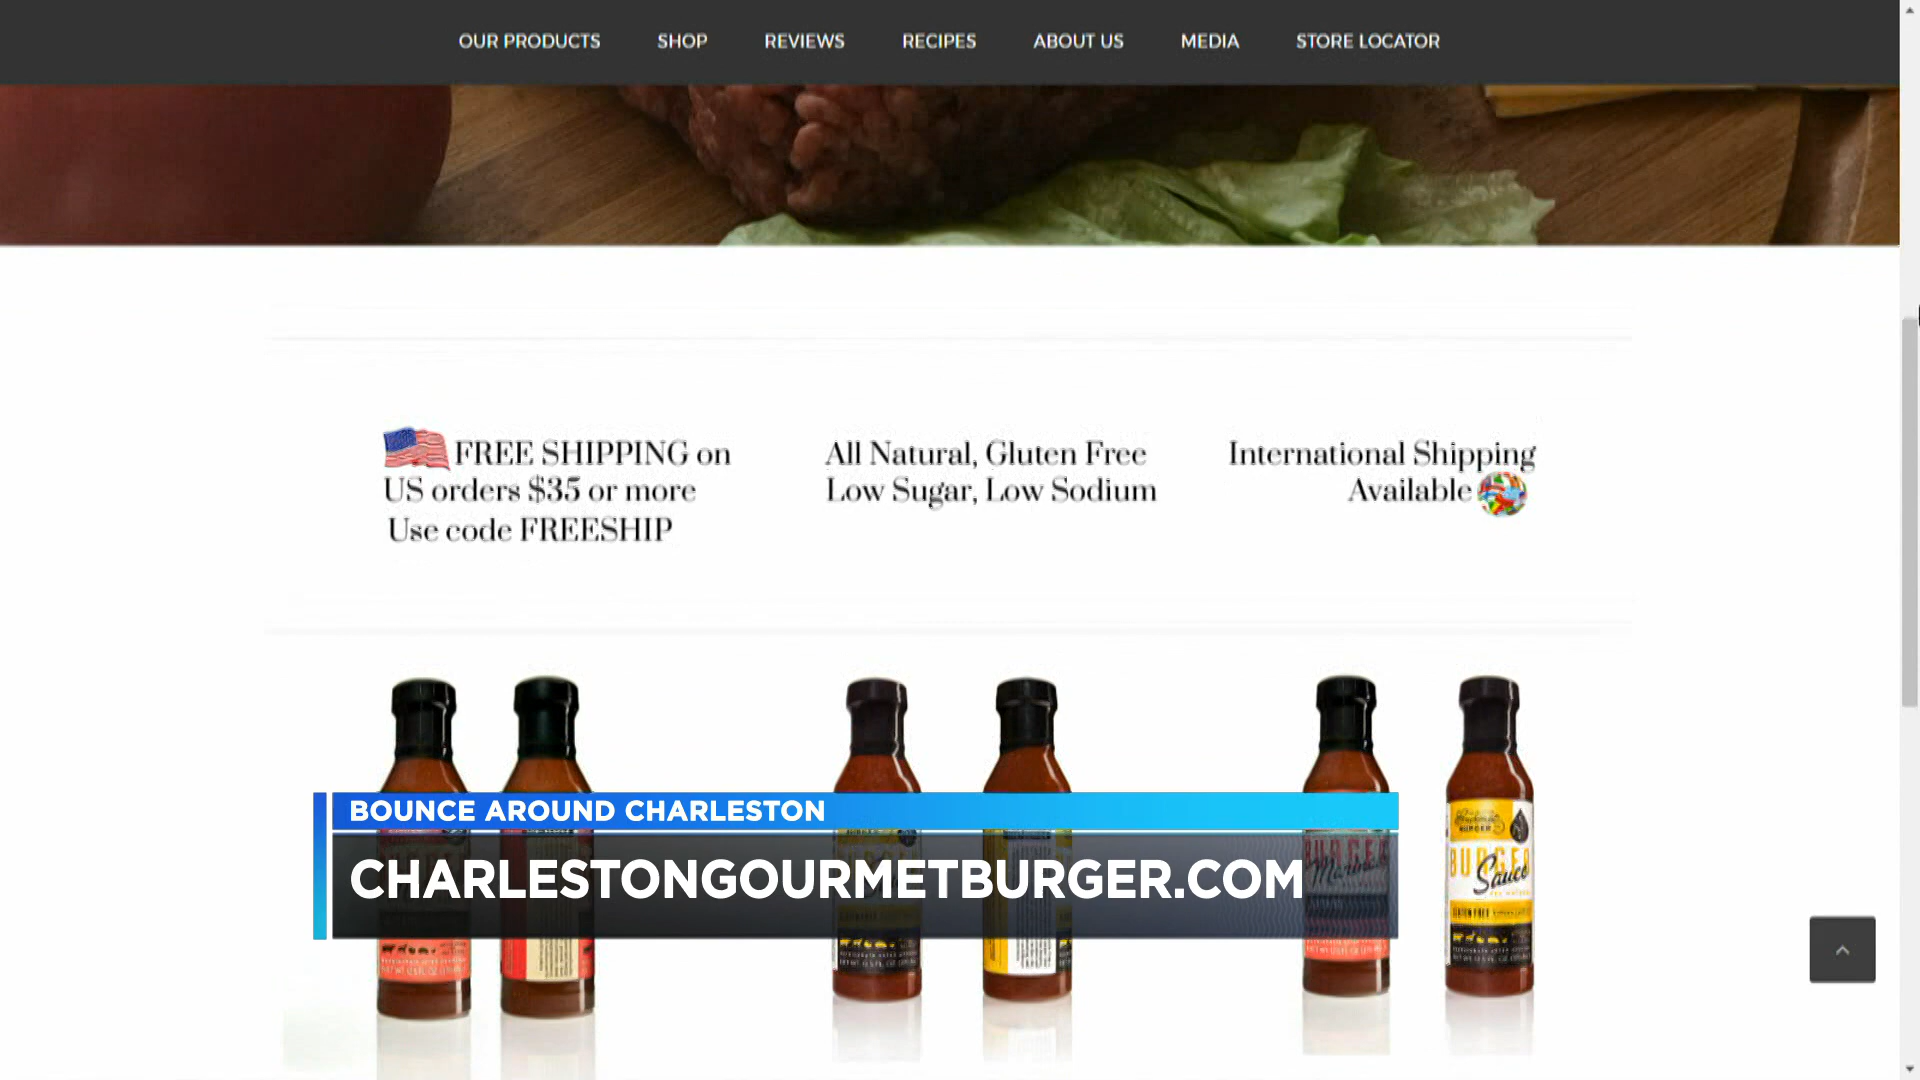 OUR PRODUCTS SHOP REVIEWS RECIPES ABOUT US MEDIA STORE LOCATOR
FREE SHIPPING on
US orders $35 or more
Use code FREESHIP
All Natural, Gluten Free
Low Sugar, Low Sodium
International Shipping
Available
BOUNCE AROUND CHARLESTON
CHARLESTONGOURMETBURGER.COM
BURGER
Marinade
BURGER
Sauce
GLUTEN FREE